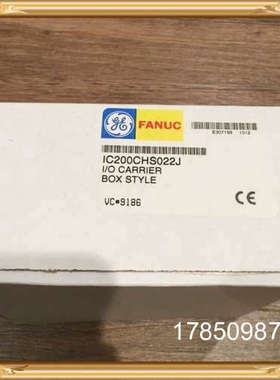 GE FANUC
IC200CHS022J
I/O CARRIER
BOX STYLE
VC#9186
CE
17850987